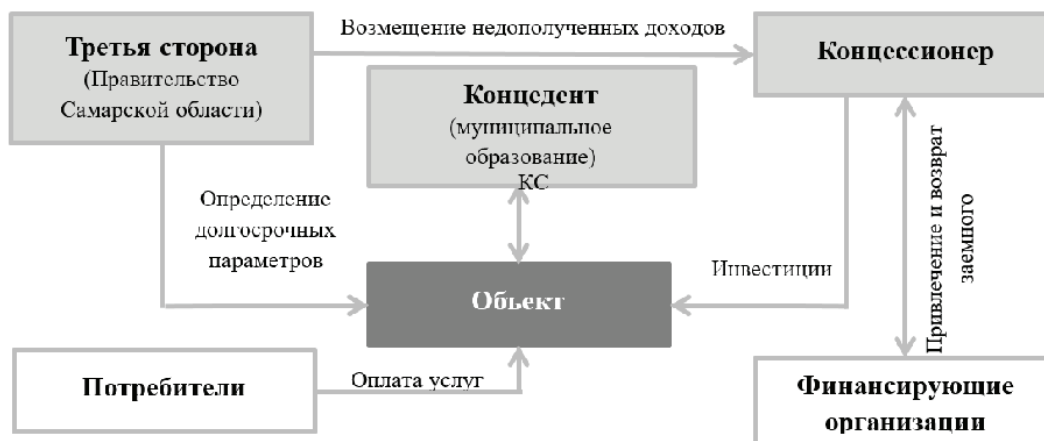 Возмещение недополученных доходов
Третья сторона
(Правительство
Самарской области)
Концессионер
Концедент
(муниципальное
образование)
КС
Определение
долгосрочных
параметров
Инвестиции
Привлечение и возврат
заемного
Объект
Потребители
Оплата услуг
Финансирующие
организации